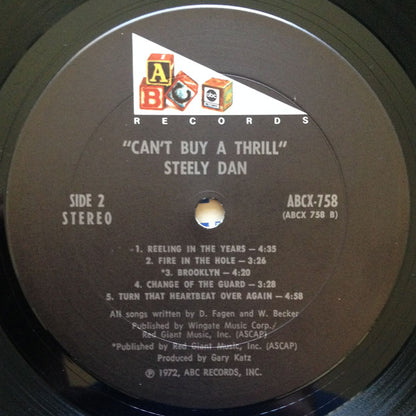 A
B
C
abc
RECORDS
"CAN'T BUY A THRILL"
STEELY DAN
SIDE 2
STEREO
ABCX-758
(ABCX 758 B)
1. REELING IN THE YEARS — 4:35
2. FIRE IN THE HOLE — 3:26
*3. BROOKLYN — 4:20
4. CHANGE OF THE GUARD — 3:28
5. TURN THAT HEARTBEAT OVER AGAIN — 4:58
All songs written by D. Fagen and W. Becker
Published by Wingate Music Corp./
Red Giant Music, Inc. (ASCAP)
*Published by Red Giant Music, Inc. (ASCAP)
Produced by Gary Katz
℗ 1972, ABC RECORDS, INC.